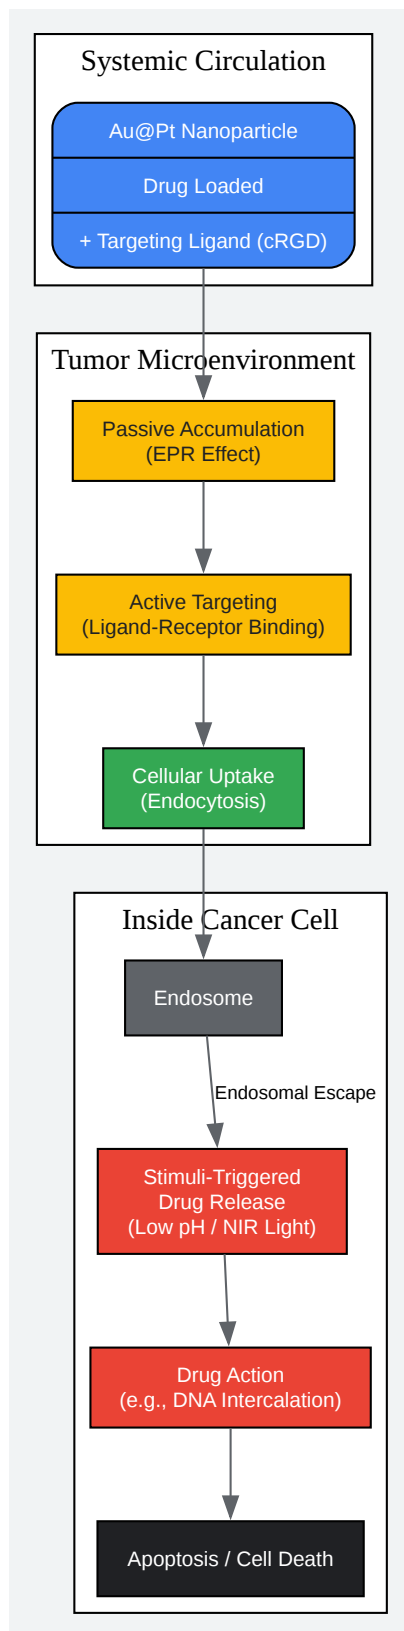 Systemic Circulation
Au@Pt Nanoparticle
Drug Loaded
+ Targeting Ligand (cRGD)
Tumor Microenvironment
Passive Accumulation
(EPR Effect)
Active Targeting
(Ligand-Receptor Binding)
Cellular Uptake
(Endocytosis)
Inside Cancer Cell
Endosome
Endosomal Escape
Stimuli-Triggered
Drug Release
(Low pH / NIR Light)
Drug Action
(e.g., DNA Intercalation)
Apoptosis / Cell Death